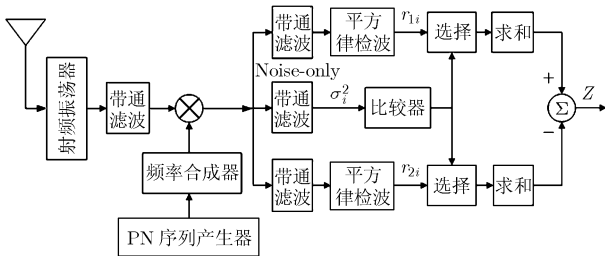 射频振荡器
带通
滤波
频率合成器
PN 序列产生器
带通
滤波
平方
律检波
r1i
选择
求和
Noise-only
带通
滤波
σi2
比较器
带通
滤波
平方
律检波
r2i
选择
求和
+
Σ
−
Z